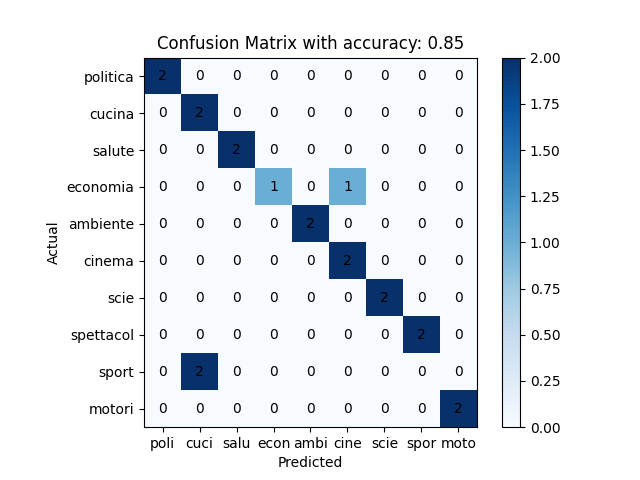 Confusion Matrix with accuracy: 0.85
politica 2 0 0 0 0 0 0 0 0
cucina 0 2 0 0 0 0 0 0 0
salute 0 0 2 0 0 0 0 0 0
economia 0 0 0 1 0 1 0 0 0
ambiente 0 0 0 0 2 0 0 0 0
cinema 0 0 0 0 0 2 0 0 0
scie 0 0 0 0 0 0 2 0 0
spettacol 0 0 0 0 0 0 0 2 0
sport 0 2 0 0 0 0 0 0 0
motori 0 0 0 0 0 0 0 0 2
poli cuci salu econ ambi cine scie spor moto
Predicted
Actual
2.00
1.75
1.50
1.25
1.00
0.75
0.50
0.25
0.00